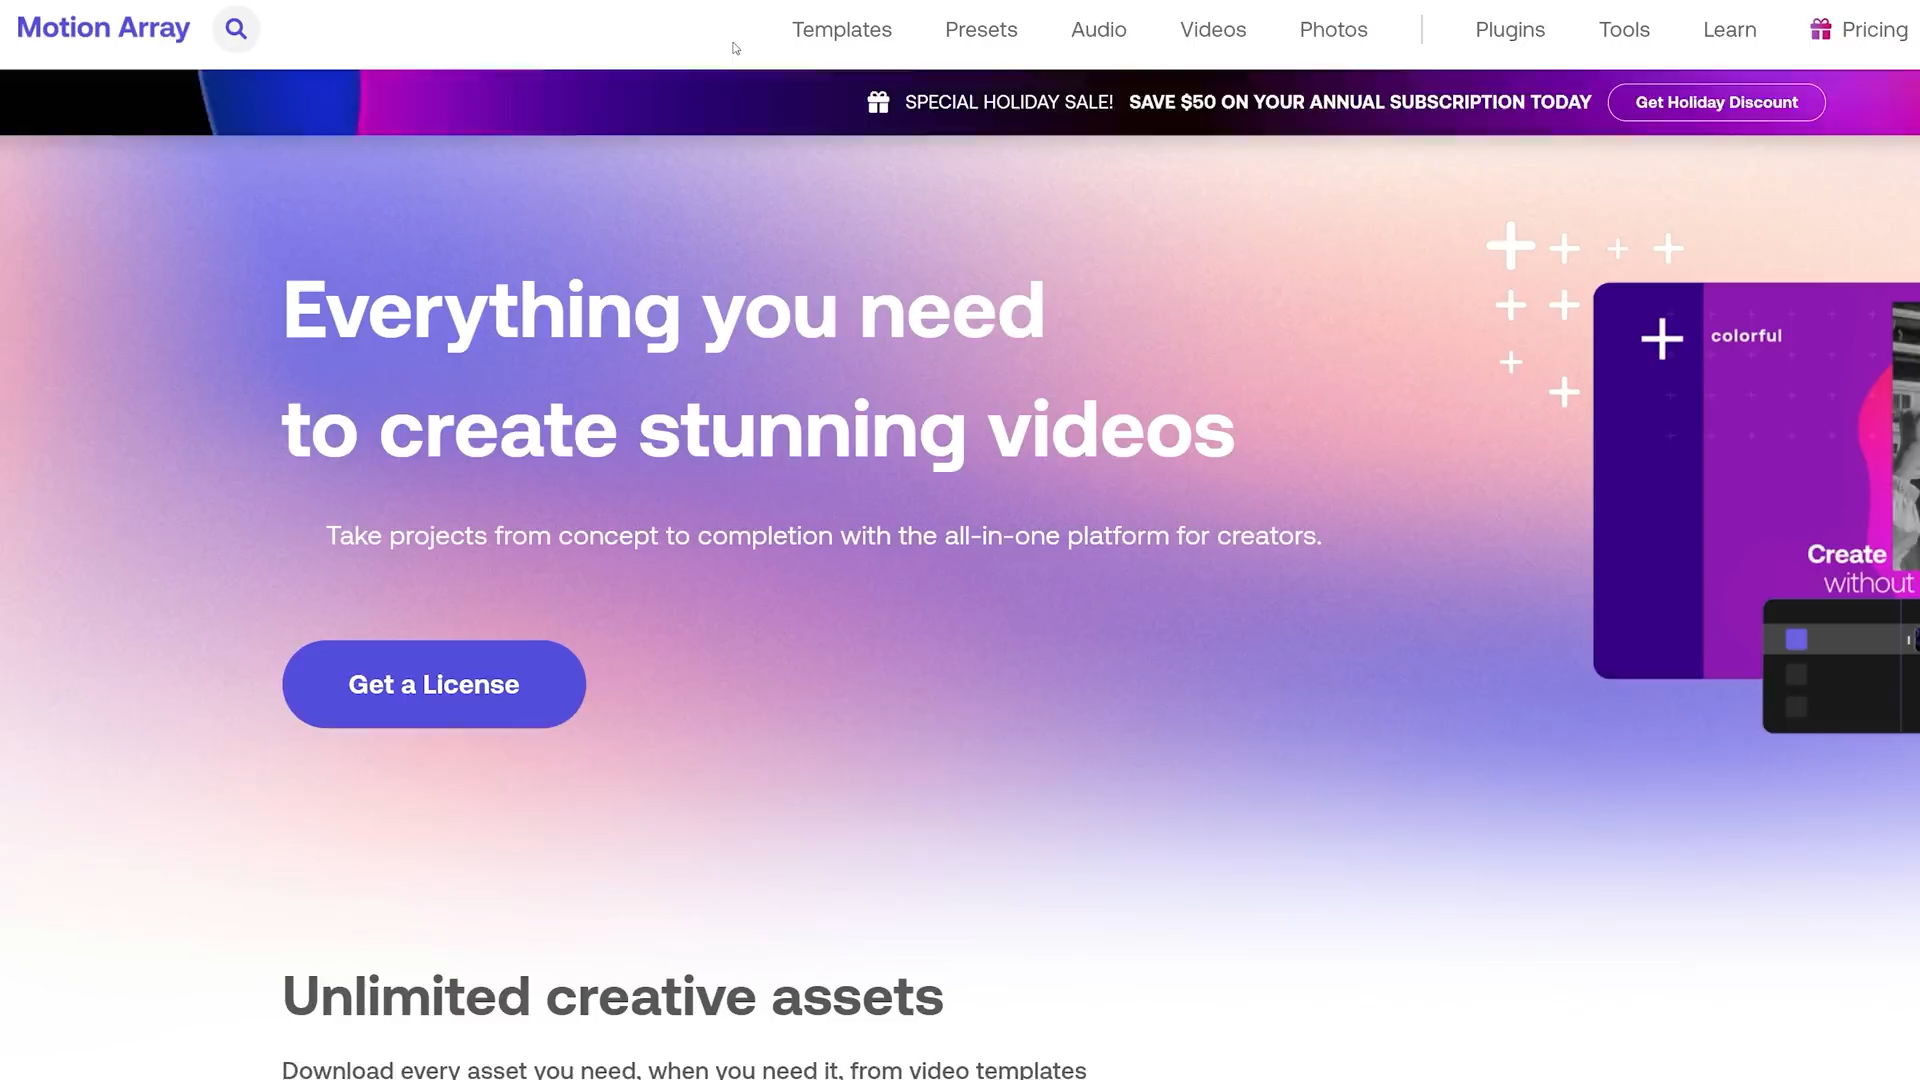 Motion Array
Templates Presets Audio Videos Photos Plugins Tools Learn Pricing
SPECIAL HOLIDAY SALE! SAVE $50 ON YOUR ANNUAL SUBSCRIPTION TODAY Get Holiday Discount
Everything you need
to create stunning videos
Take projects from concept to completion with the all-in-one platform for creators.
Get a License
colorful
Create
without
Unlimited creative assets
Download every asset you need, when you need it, from video templates